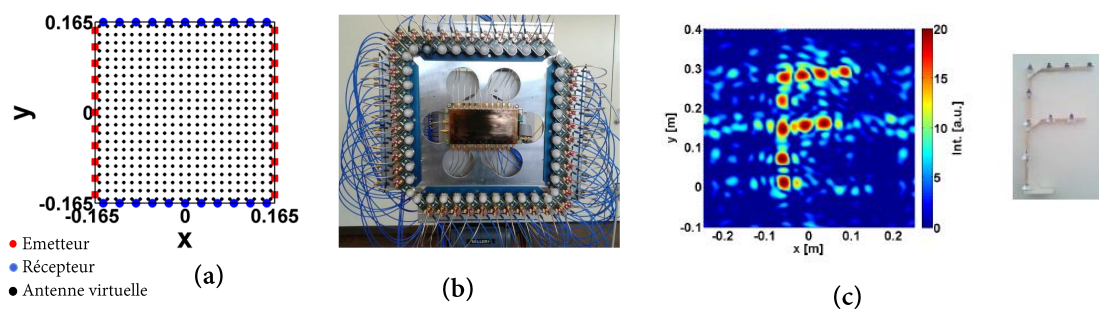 0.165
y
0
-0.165
-0.165
0
0.165
x
Emetteur
Récepteur
Antenne virtuelle
(a)
(b)
0.4
0.3
0.2
0.1
0
-0.1
y [m]
-0.2
-0.1
0
0.1
0.2
x [m]
20
15
10
5
0
Int. [a.u.]
(c)